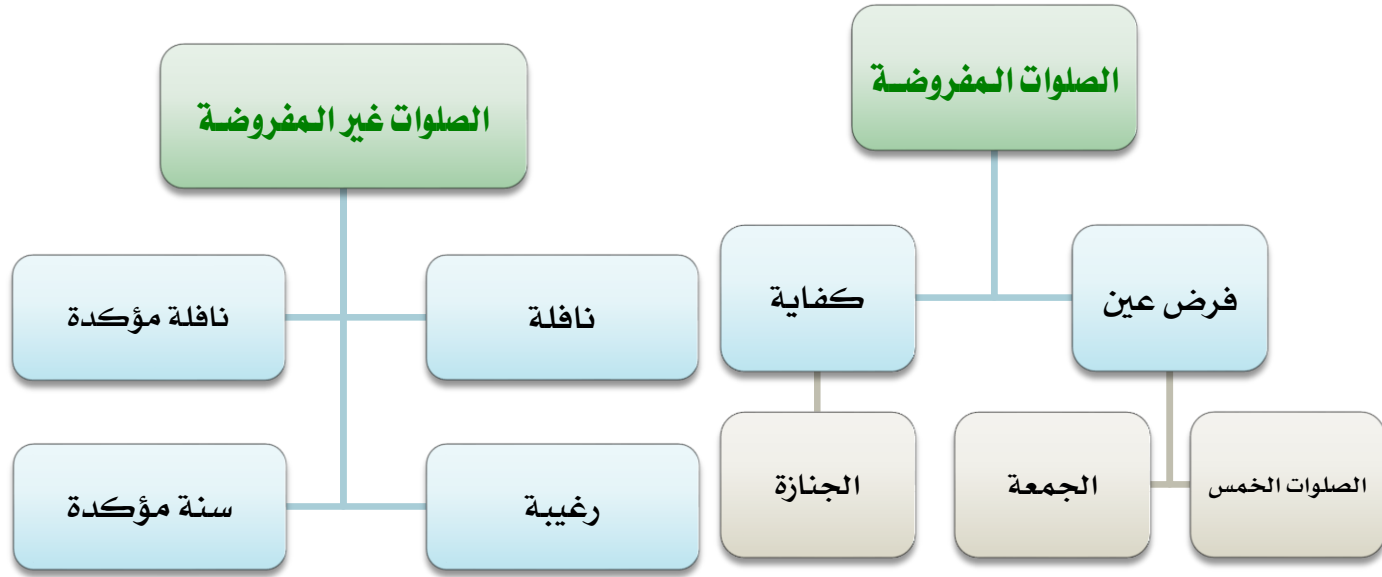 الصلوات المفروضة
فرض عين
كفاية
الصلوات الخمس
الجمعة
الجنازة
الصلوات غير المفروضة
نافلة
نافلة مؤكدة
رغيبة
سنة مؤكدة